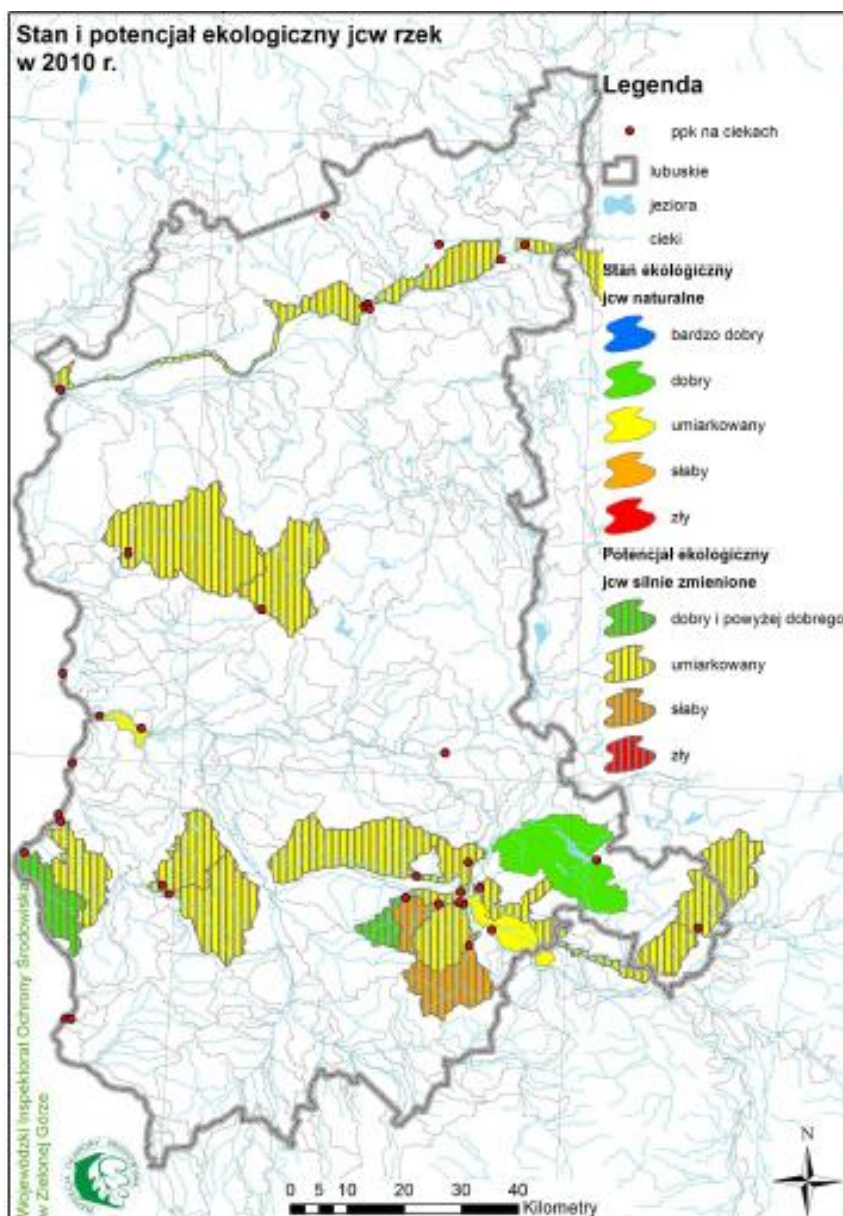 Stan i potencjał ekologiczny jcw rzek
w 2010 r.
Legenda
ppk na ciekach
lubuskie
jeziora
cieki
Stan ekologiczny
jcw naturalne
bardzo dobry
dobry
umiarkowany
słaby
zły
Potencjał ekologiczny
jcw silnie zmienione
dobry i powyżej dobrego
umiarkowany
słaby
zły
Wojewódzki Inspektorat Ochrony Środowiska
w Zielonej Górze
N
0 5 10 20 30 40
Kilometry